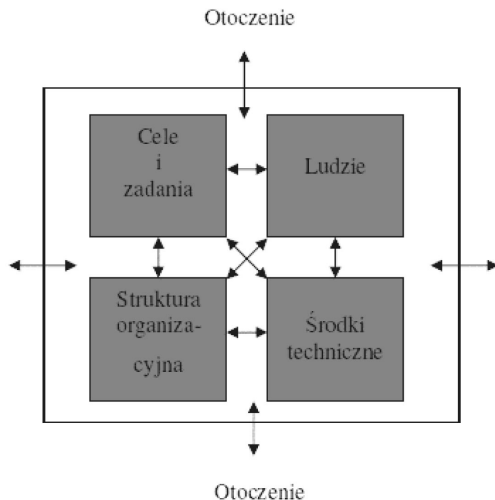 Otoczenie
Cele
i
zadania
Ludzie
Struktura
organiza-
cyjna
Środki
techniczne
Otoczenie